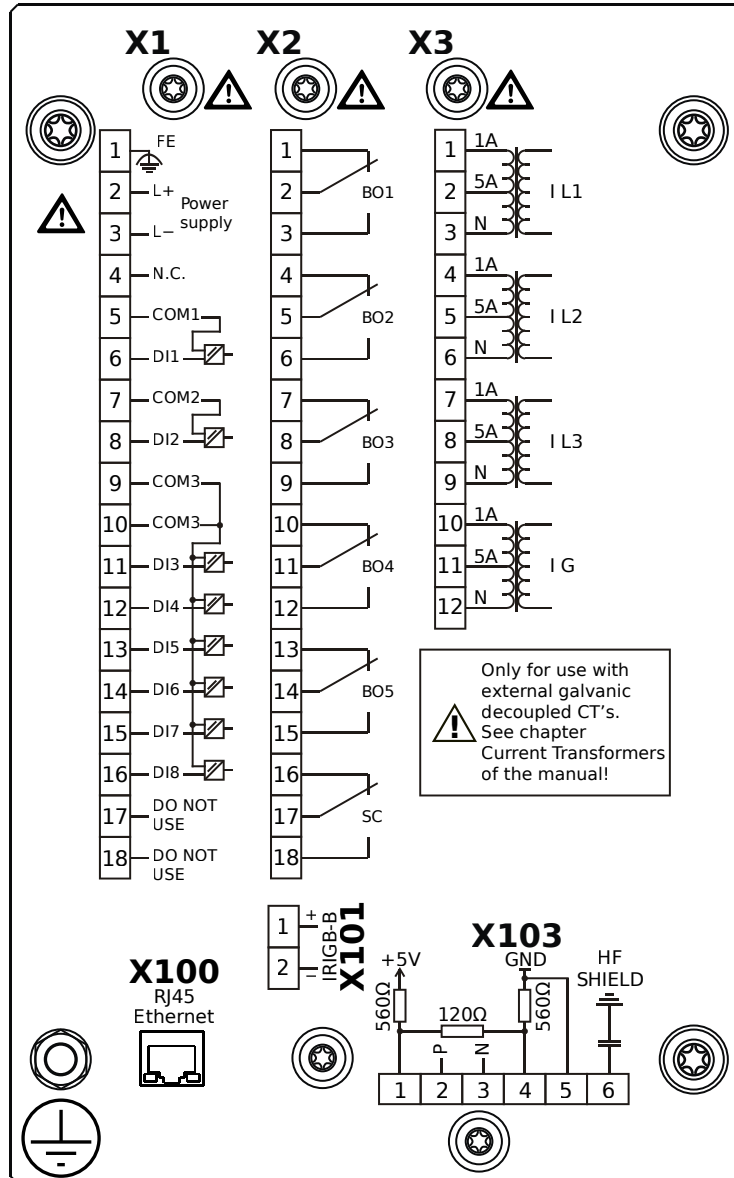 X1
X2
X3
1 FE
2 L+ Power
supply
3 L−
4 N.C.
5 COM1
6 DI1
7 COM2
8 DI2
9 COM3
10 COM3
11 DI3
12 DI4
13 DI5
14 DI6
15 DI7
16 DI8
17 DO NOT
USE
18 DO NOT
USE
1
2 BO1
3
4
5 BO2
6
7
8 BO3
9
10
11 BO4
12
13
14 BO5
15
16
17 SC
18
1 1A
2 5A I L1
3 N
4 1A
5 5A I L2
6 N
7 1A
8 5A I L3
9 N
10 1A
11 5A I G
12 N
Only for use with
external galvanic
decoupled CT’s.
See chapter
Current Transformers
of the manual!
!
!
!
!
!
X100
RJ45
Ethernet
1 +
2 −
IRIGB-B
X101
X103
+5V
GND
HF
SHIELD
560Ω
120Ω
560Ω
P
N
1 2 3 4 5 6